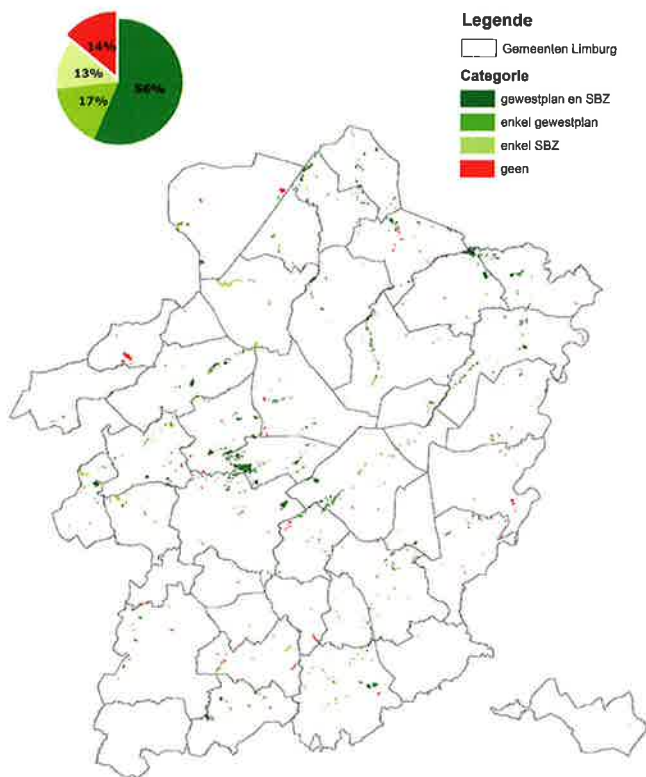 14%
13%
56%
17%
Legende
Gemeenten Limburg
Categorie
gewestplan en SBZ
enkel gewestplan
enkel SBZ
geen